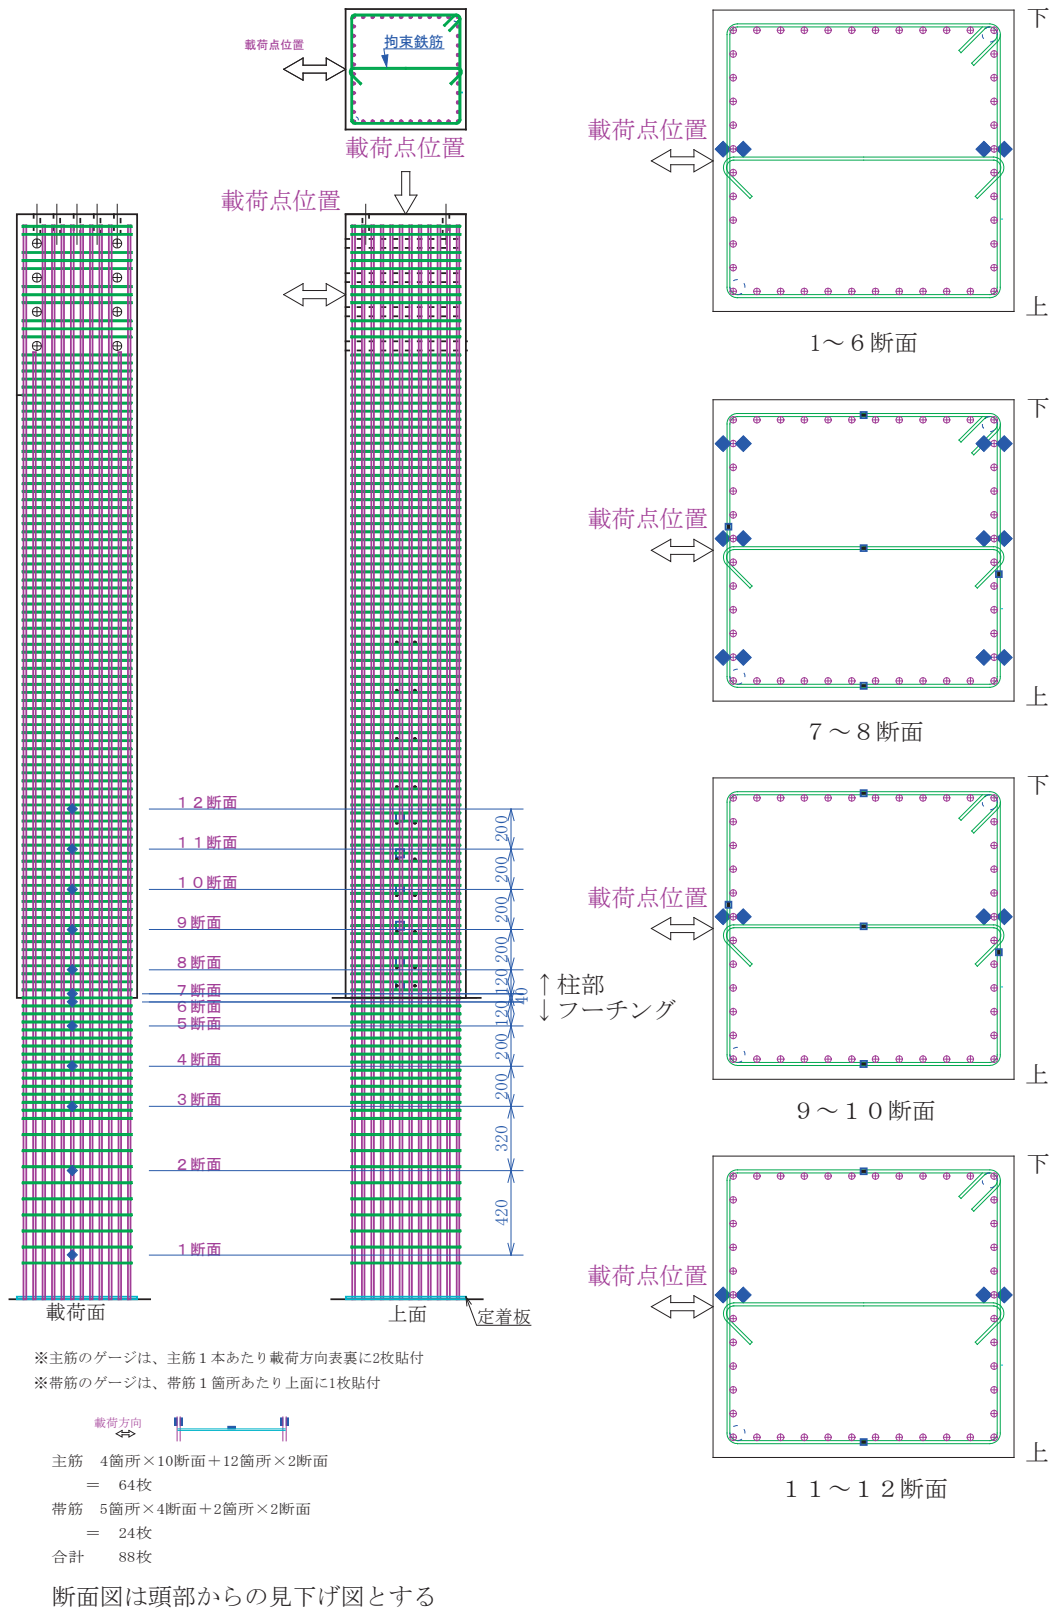 載荷点位置
拘束鉄筋
載荷点位置
載荷点位置
12断面
11断面
10断面
9断面
8断面
7断面
6断面
5断面
4断面
3断面
2断面
1断面
200
200
200
200
120
40
120
200
200
320
420
↑柱部
↓フーチング
載荷面
上面
定着板
載荷点位置
下
上
1～6断面
載荷点位置
下
上
7～8断面
載荷点位置
下
上
9～10断面
載荷点位置
下
上
11～12断面
※主筋のゲージは、主筋1本あたり載荷方向表裏に2枚貼付
※帯筋のゲージは、帯筋1箇所あたり上面に1枚貼付
載荷方向
主筋 4箇所×10断面＋12箇所×2断面
＝ 64枚
帯筋 5箇所×4断面＋2箇所×2断面
＝ 24枚
合計 88枚
断面図は頭部からの見下げ図とする